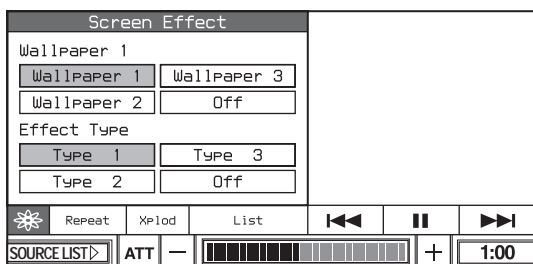 Screen Effect
Wallpaper 1
Wallpaper 1 Wallpaper 3
Wallpaper 2 Off
Effect Type
Type 1 Type 3
Type 2 Off
Repeat Xplod List
SOURCE LIST ATT − + 1:00